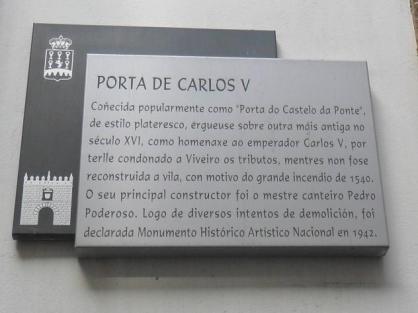 PORTA DE CARLOS V
Coñecida popularmente como "Porta do Castelo da Ponte",
de estilo plateresco, érgueuse sobre outra máis antiga no
século XVI, como homenaxe ao emperador Carlos V, por
terlle condonado a Viveiro os tributos, mentres non fose
reconstruida a vila, con motivo do grande incendio de 1540.
O seu principal constructor foi o mestre canteiro Pedro
Poderoso. Logo de diversos intentos de demolición, foi
declarada Monumento Histórico Artístico Nacional en 1942.